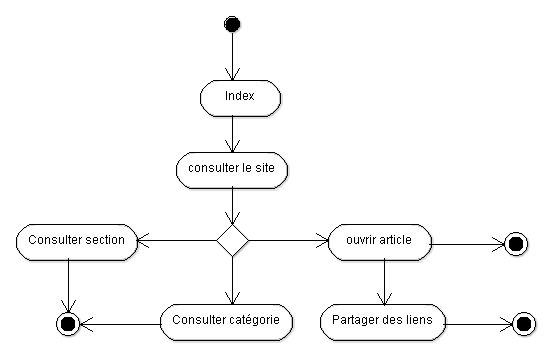 Index
consulter le site
Consulter section
ouvrir article
Consulter catégorie
Partager des liens